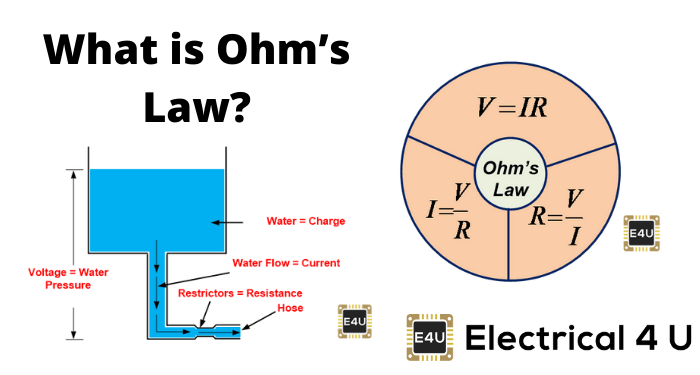 What is Ohm’s
Law?
Water = Charge
Water Flow = Current
Voltage = Water
Pressure
Restrictors = Resistance
Hose
V=IR
Ohm's
Law
I=V/R
R=V/I
E4U
E4U
E4U
Electrical 4 U